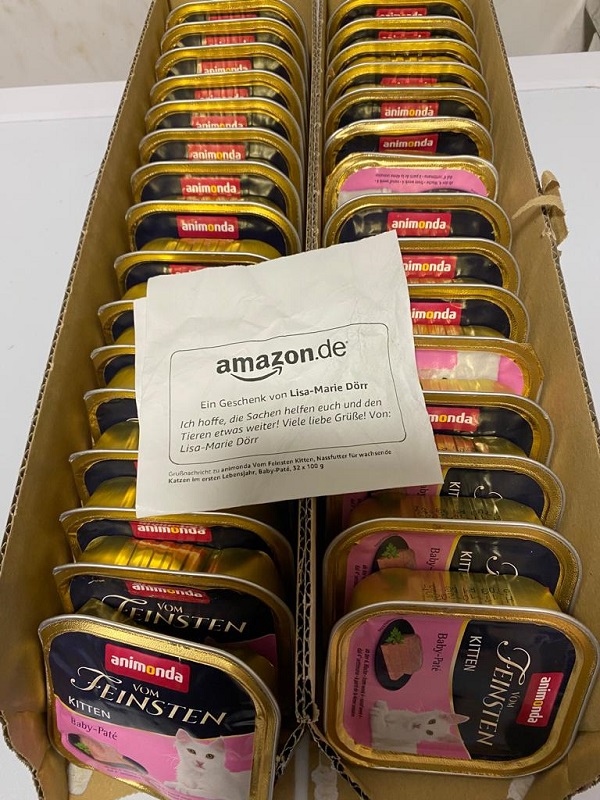 animonda
animonda
animonda
animonda
animonda
animonda
animonda
animonda
animonda
animonda
animonda
animonda
animonda
animonda
amazon.de
Ein Geschenk von Lisa-Marie Dörr
Ich hoffe, die Sachen helfen euch und den
Tieren etwas weiter! Viele liebe Grüße! Von:
Lisa-Marie Dörr
Grußnachricht zu animonda Vom Feinsten Kitten, Nassfutter für wachsende
Katzen im ersten Lebensjahr, Baby-Paté, 32 x 100 g
animonda
animonda
VOM
FEINSTEN
animonda
VOM
FEINSTEN
KITTEN
Baby-Paté
KITTEN
Baby-Paté
animonda
VOM
FEINSTEN
KITTEN
Baby-Paté